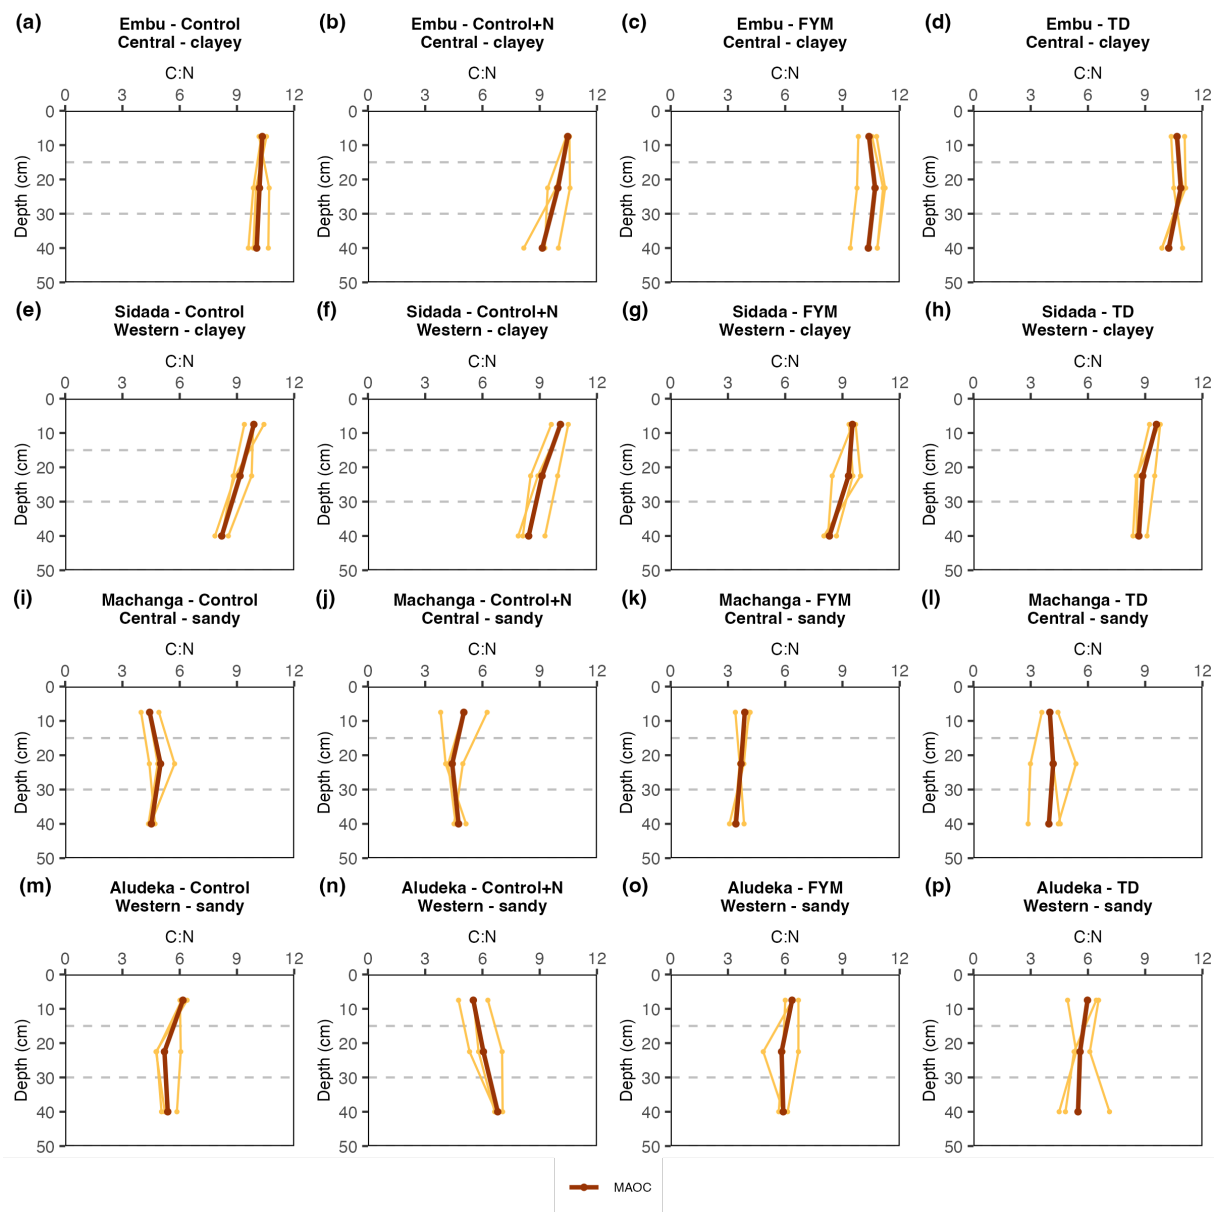 (a) Embu - Control
Central - clayey
C:N
0 3 6 9 12
Depth (cm)
0
10
20
30
40
50
(b) Embu - Control+N
Central - clayey
C:N
0 3 6 9 12
Depth (cm)
0
10
20
30
40
50
(c) Embu - FYM
Central - clayey
C:N
0 3 6 9 12
Depth (cm)
0
10
20
30
40
50
(d) Embu - TD
Central - clayey
C:N
0 3 6 9 12
Depth (cm)
0
10
20
30
40
50
(e) Sidada - Control
Western - clayey
C:N
0 3 6 9 12
Depth (cm)
0
10
20
30
40
50
(f) Sidada - Control+N
Western - clayey
C:N
0 3 6 9 12
Depth (cm)
0
10
20
30
40
50
(g) Sidada - FYM
Western - clayey
C:N
0 3 6 9 12
Depth (cm)
0
10
20
30
40
50
(h) Sidada - TD
Western - clayey
C:N
0 3 6 9 12
Depth (cm)
0
10
20
30
40
50
(i) Machanga - Control
Central - sandy
C:N
0 3 6 9 12
Depth (cm)
0
10
20
30
40
50
(j) Machanga - Control+N
Central - sandy
C:N
0 3 6 9 12
Depth (cm)
0
10
20
30
40
50
(k) Machanga - FYM
Central - sandy
C:N
0 3 6 9 12
Depth (cm)
0
10
20
30
40
50
(l) Machanga - TD
Central - sandy
C:N
0 3 6 9 12
Depth (cm)
0
10
20
30
40
50
(m) Aludeka - Control
Western - sandy
C:N
0 3 6 9 12
Depth (cm)
0
10
20
30
40
50
(n) Aludeka - Control+N
Western - sandy
C:N
0 3 6 9 12
Depth (cm)
0
10
20
30
40
50
(o) Aludeka - FYM
Western - sandy
C:N
0 3 6 9 12
Depth (cm)
0
10
20
30
40
50
(p) Aludeka - TD
Western - sandy
C:N
0 3 6 9 12
Depth (cm)
0
10
20
30
40
50
MAOC